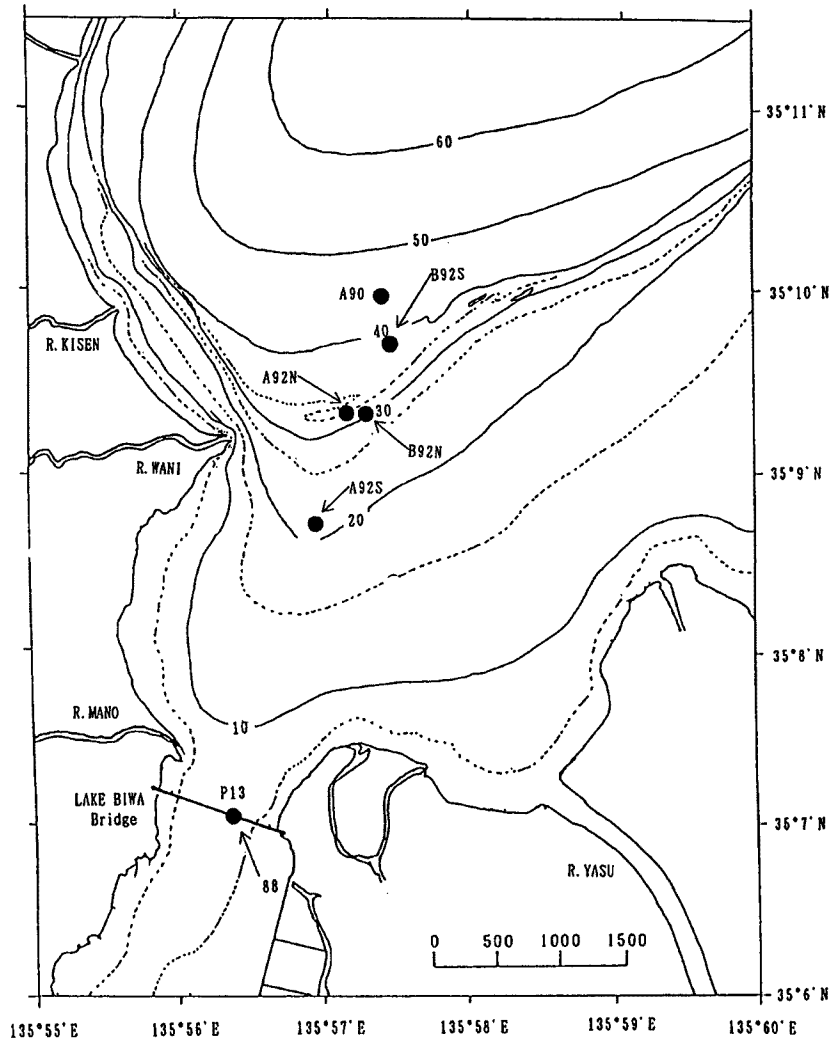 35°11' N
60
50
B92S
A90
35°10' N
40
R. KISEN
A92N
30
B92N
R. WANI
35°9' N
A92S
20
35°8' N
R. MANO
10
P13
LAKE BIWA
Bridge
35°7' N
88
R. YASU
0 500 1000 1500
35°6' N
135°55' E 135°56' E 135°57' E 135°58' E 135°59' E 135°60' E